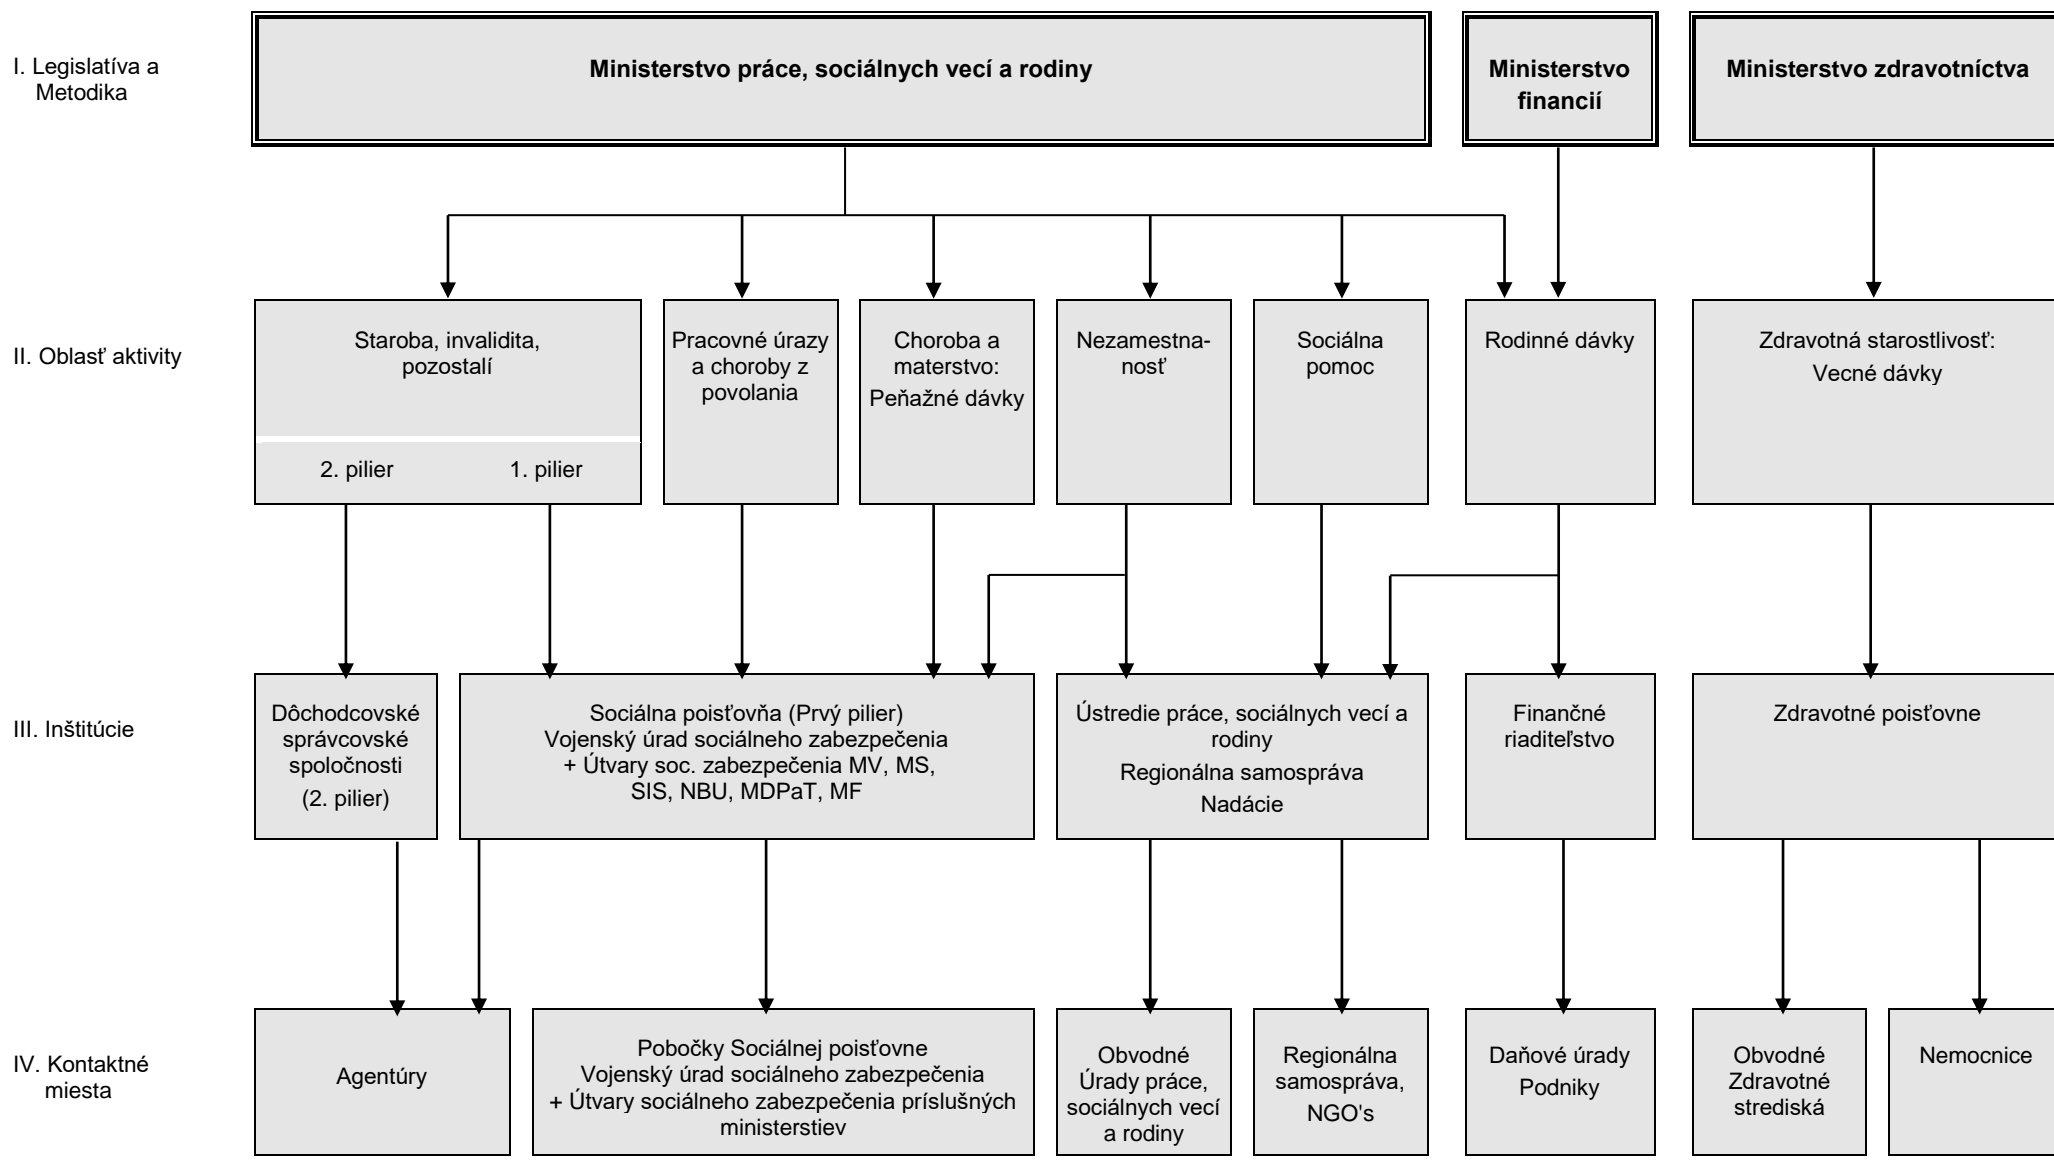 I. Legislatíva a
Metodika
Ministerstvo práce, sociálnych vecí a rodiny
Ministerstvo
financií
Ministerstvo zdravotníctva
II. Oblasť aktivity
Staroba, invalidita,
pozostalí
2. pilier
1. pilier
Pracovné úrazy
a choroby z
povolania
Choroba a
materstvo:
Peňažné dávky
Nezamestna-
nosť
Sociálna
pomoc
Rodinné dávky
Zdravotná starostlivosť:
Vecné dávky
III. Inštitúcie
Dôchodcovské
správcovské
spoločnosti
(2. pilier)
Sociálna poisťovňa (Prvý pilier)
Vojenský úrad sociálneho zabezpečenia
+ Útvary soc. zabezpečenia MV, MS,
SIS, NBU, MDPaT, MF
Ústredie práce, sociálnych vecí a
rodiny
Regionálna samospráva
Nadácie
Finančné
riaditeľstvo
Zdravotné poisťovne
IV. Kontaktné
miesta
Agentúry
Pobočky Sociálnej poisťovne
Vojenský úrad sociálneho zabezpečenia
+ Útvary sociálneho zabezpečenia príslušných
ministerstiev
Obvodné
Úrady práce,
sociálnych vecí
a rodiny
Regionálna
samospráva,
NGO's
Daňové úrady
Podniky
Obvodné
Zdravotné
strediská
Nemocnice